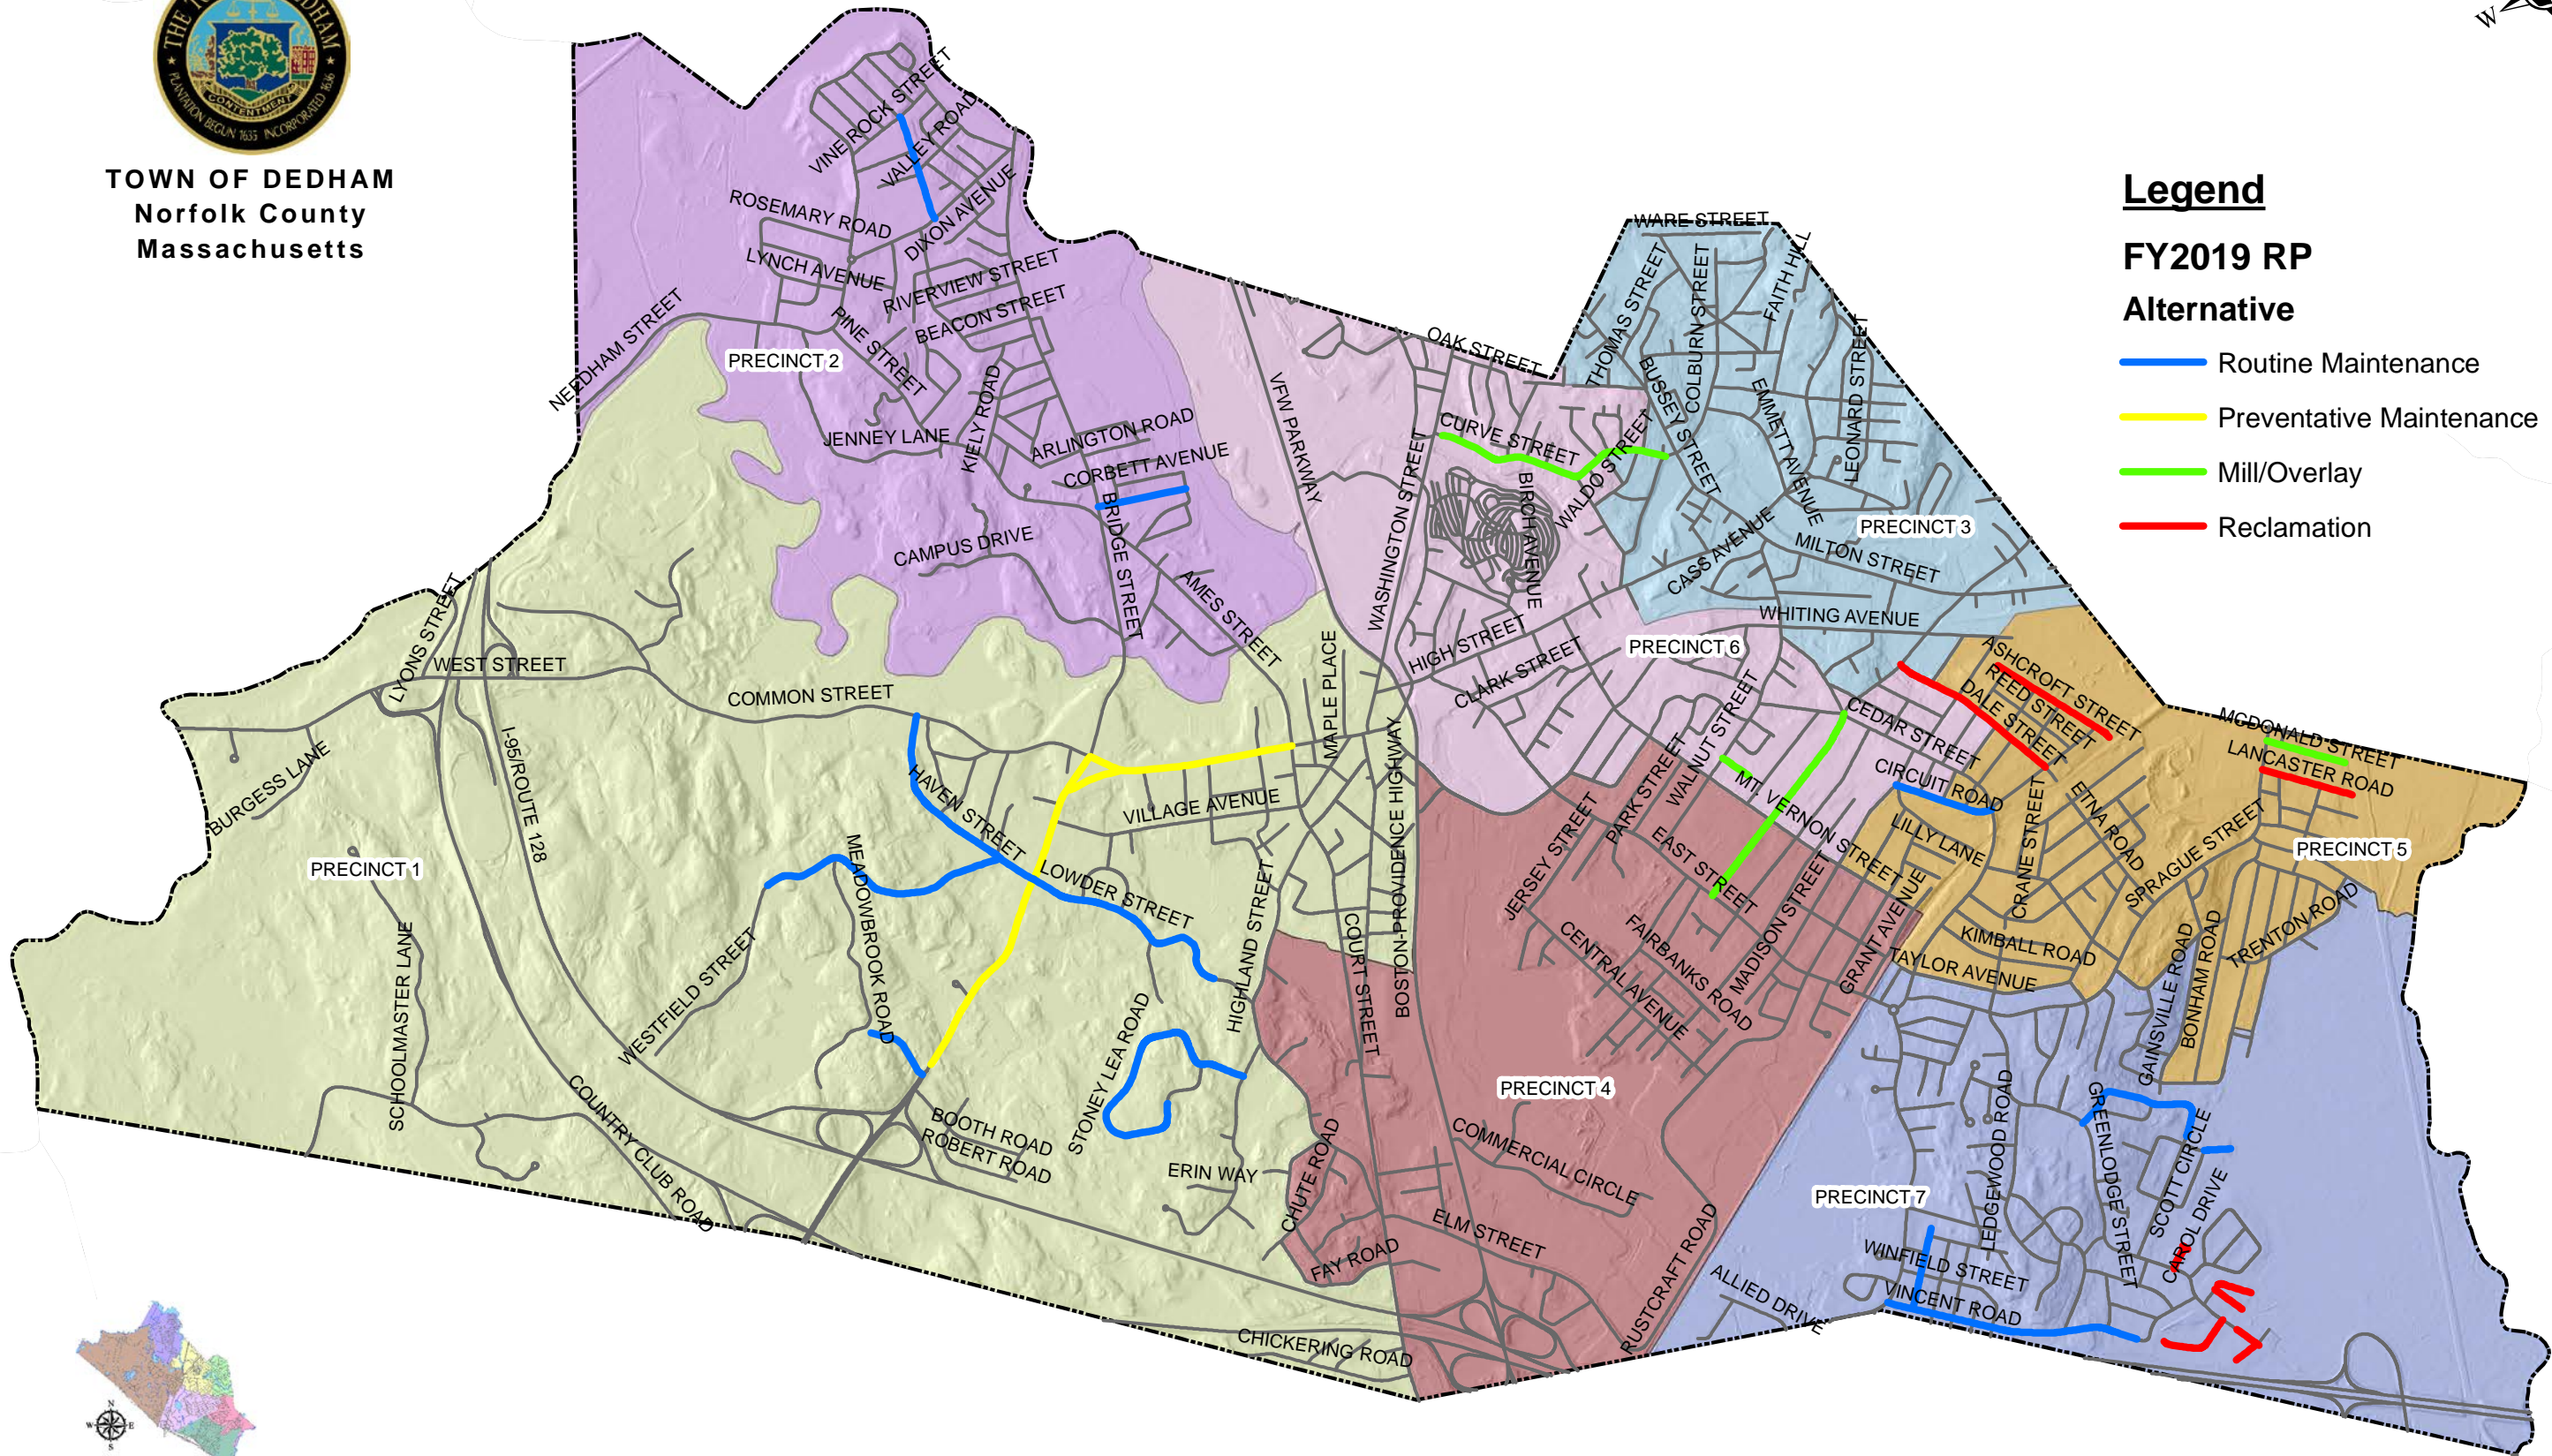 THE TOWN OF DEDHAM
CONTENTMENT
PLANTATION BEGUN 1635 INCORPORATED 1636
TOWN OF DEDHAM
Norfolk County
Massachusetts
W
Legend
FY2019 RP
Alternative
Routine Maintenance
Preventative Maintenance
Mill/Overlay
Reclamation
VINE ROCK STREET
VALLEY ROAD
ROSEMARY ROAD
DIXON AVENUE
LYNCH AVENUE
RIVERVIEW STREET
BEACON STREET
PINE STREET
NEEDHAM STREET
PRECINCT 2
KIELY ROAD
JENNEY LANE
ARLINGTON ROAD
CORBETT AVENUE
BRIDGE STREET
CAMPUS DRIVE
AMES STREET
VFW PARKWAY
WASHINGTON STREET
OAK STREET
CURVE STREET
BIRCH AVENUE
WALDO STREET
WARE STREET
THOMAS STREET
COLBURN STREET
FAITH HILL
BUSSEY STREET
EMMETT AVENUE
LEONARD STREET
PRECINCT 3
CASS AVENUE
MILTON STREET
WHITING AVENUE
HIGH STREET
CLARK STREET
PRECINCT 6
LYONS STREET
WEST STREET
COMMON STREET
MAPLE PLACE
I-95/ROUTE 128
BURGESS LANE
HAVEN STREET
VILLAGE AVENUE
BOSTON-PROVIDENCE HIGHWAY
PRECINCT 1
MEADOWBROOK ROAD
LOWDER STREET
HIGHLAND STREET
COURT STREET
SCHOOLMASTER LANE
WESTFIELD STREET
STONEY LEA ROAD
COUNTRY CLUB ROAD
BOOTH ROAD
ROBERT ROAD
ERIN WAY
CHUTE ROAD
FAY ROAD
CHICKERING ROAD
WALNUT STREET
PARK STREET
MT. VERNON STREET
JERSEY STREET
EAST STREET
CENTRAL AVENUE
FAIRBANKS ROAD
MADISON STREET
GRANT AVENUE
PRECINCT 4
COMMERCIAL CIRCLE
ELM STREET
RUSTCRAFT ROAD
ALLIED DRIVE
CEDAR STREET
CIRCUIT ROAD
ASHCROFT STREET
REED STREET
DALE STREET
MCDONALD STREET
LANCASTER ROAD
LILLY LANE
CRANE STREET
ETNA ROAD
SPRAGUE STREET
PRECINCT 5
KIMBALL ROAD
TAYLOR AVENUE
TRENTON ROAD
GAINSVILLE ROAD
BONHAM ROAD
LEDGEWOOD ROAD
GREENLODGE STREET
SCOTT CIRCLE
CAROL DRIVE
PRECINCT 7
WINFIELD STREET
VINCENT ROAD
N
W E
S